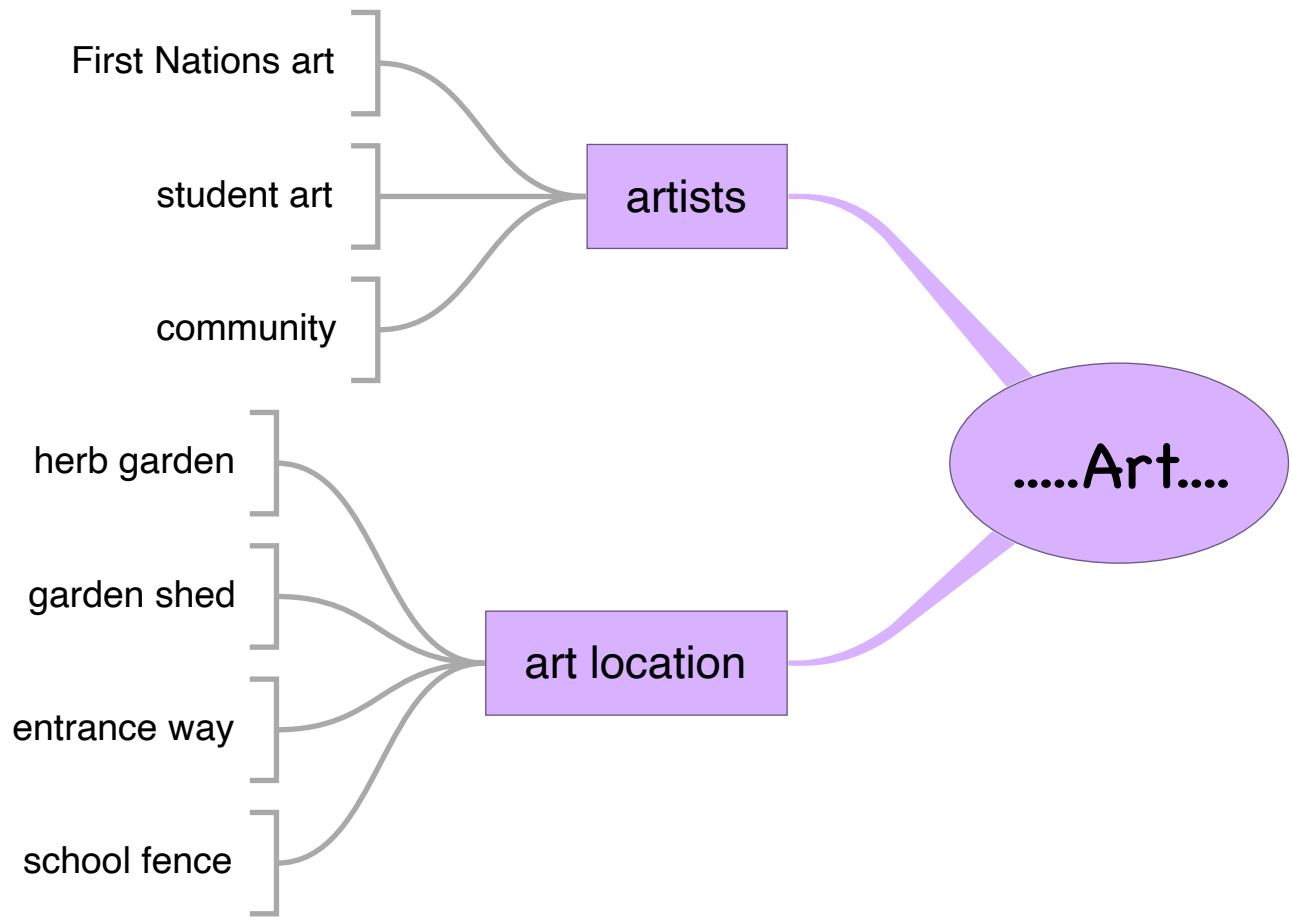 First Nations art
student art
community
artists
.....Art....
herb garden
garden shed
entrance way
school fence
art location